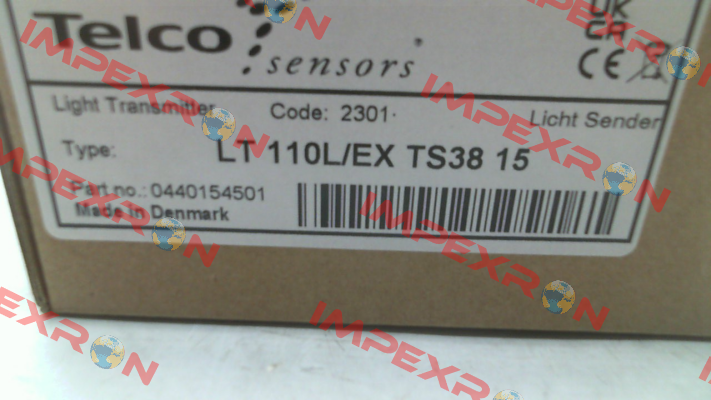 Telco
sensors
UK
CA CE
Light Transmitter Code: 2301· Licht Sender
Type: LT 110L/EX TS38 15
Part no.: 0440154501
Made in Denmark
IMPEXRON
IMPEXRON
IMPEXRON
IMPEXRON
IMPEXRON
IMPEXRON